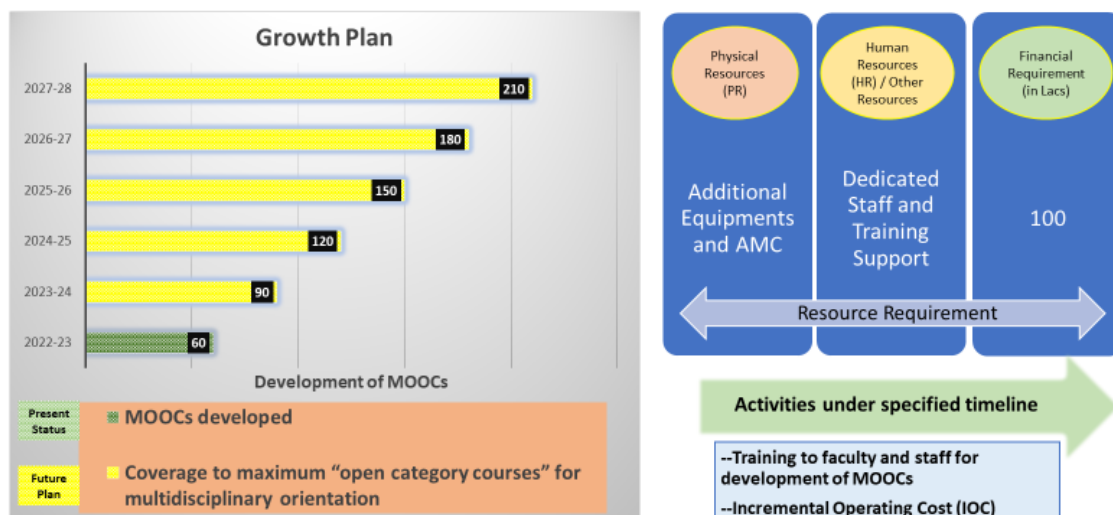 Growth Plan
2027-28
210
2026-27
180
2025-26
150
2024-25
120
2023-24
90
2022-23
60
Development of MOOCs
Present
Status
MOOCs developed
Future
Plan
Coverage to maximum “open category courses” for
multidisciplinary orientation
Physical
Resources
(PR)
Human
Resources
(HR) / Other
Resources
Financial
Requirement
(in Lacs)
Additional
Equipments
and AMC
Dedicated
Staff and
Training
Support
100
Resource Requirement
Activities under specified timeline
--Training to faculty and staff for
development of MOOCs
--Incremental Operating Cost (IOC)